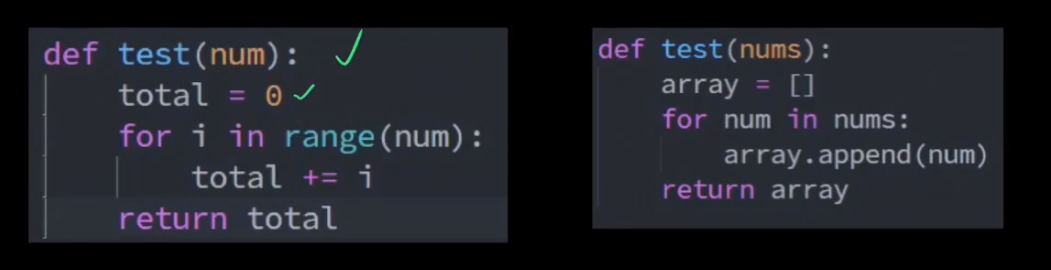 def test(num):
    total = 0
    for i in range(num):
        total += i
    return total
def test(nums):
    array = []
    for num in nums:
        array.append(num)
    return array